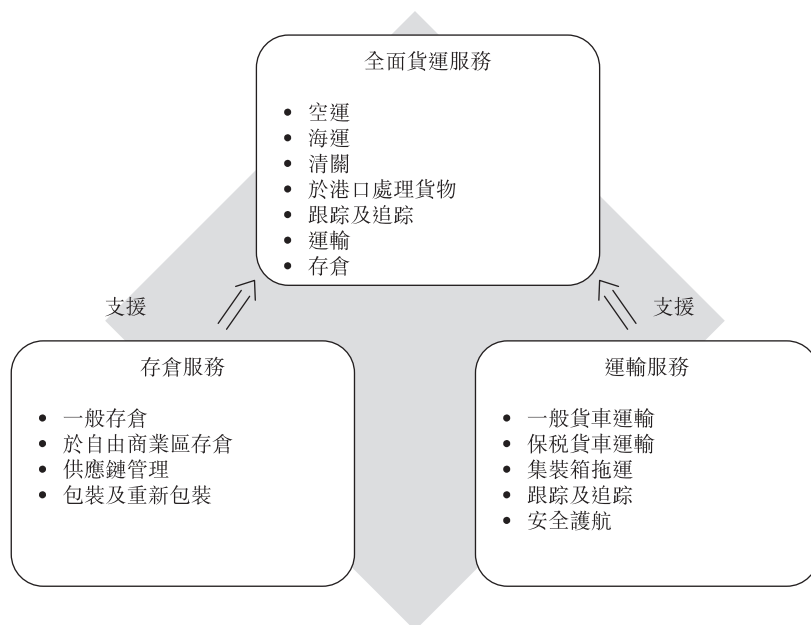 全面貨運服務
• 空運
• 海運
• 清關
• 於港口處理貨物
• 跟踪及追踪
• 運輸
• 存倉
支援
支援
存倉服務
• 一般存倉
• 於自由商業區存倉
• 供應鏈管理
• 包裝及重新包裝
運輸服務
• 一般貨車運輸
• 保稅貨車運輸
• 集裝箱拖運
• 跟踪及追踪
• 安全護航